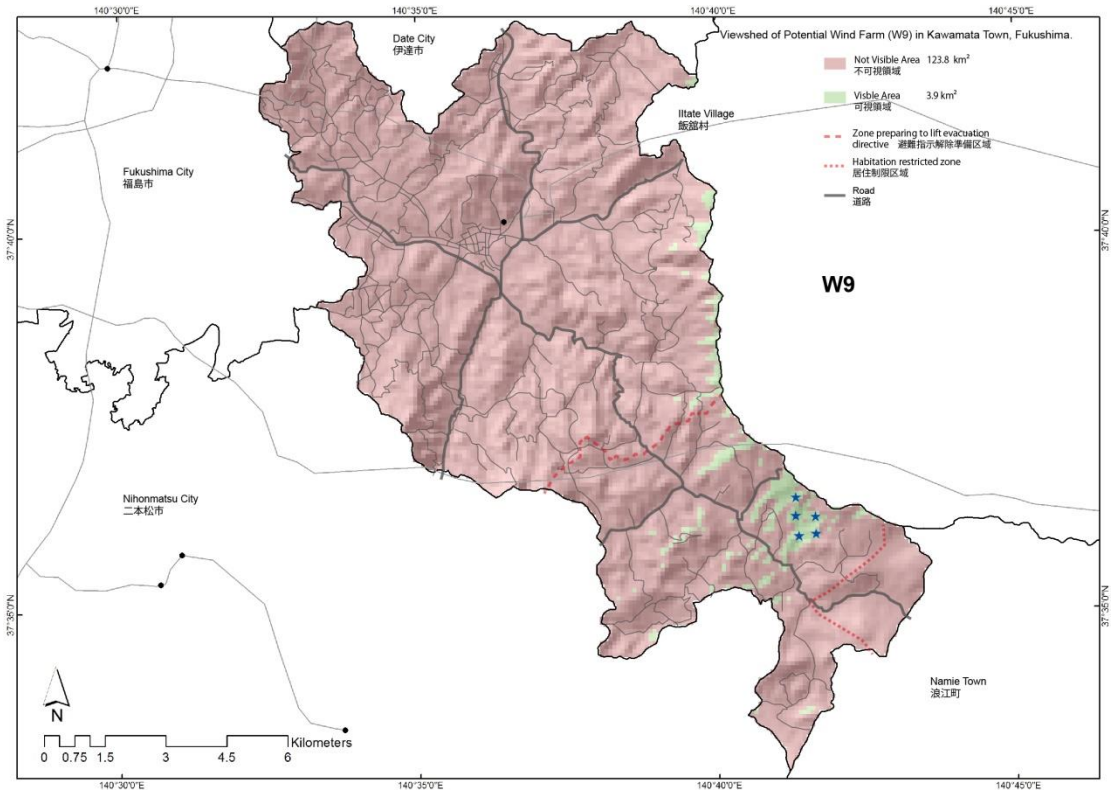 140°30'0"E
140°35'0"E
140°40'0"E
140°45'0"E
Viewshed of Potential Wind Farm (W9) in Kawamata Town, Fukushima.
Not Visible Area 123.8 km²
不可視領域
Visble Area 3.9 km²
可視領域
Zone preparing to lift evacuation
directive 避難指示解除準備区域
Habitation restricted zone
居住制限区域
Road
道路
Date City
伊達市
IItate Village
飯舘村
Fukushima City
福島市
37°40'0"N
37°40'0"N
W9
Nihonmatsu City
二本松市
37°35'0"N
37°35'0"N
Namie Town
浪江町
N
Kilometers
0 0.75 1.5 3 4.5 6
140°30'0"E
140°35'0"E
140°40'0"E
140°45'0"E